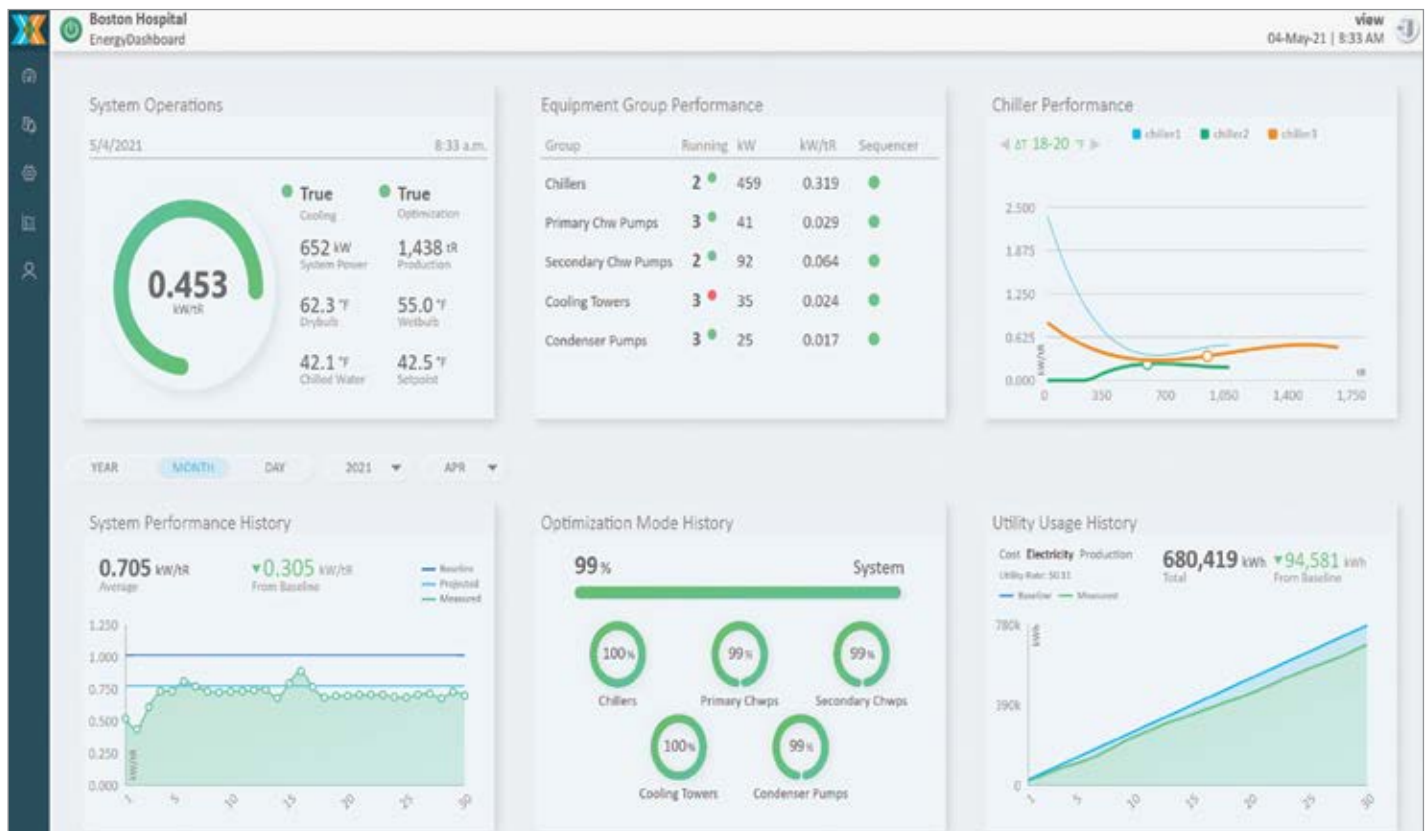 Boston Hospital
EnergyDashboard
view
04-May-21 | 8:33 AM
System Operations
5/4/2021 8:33 a.m.
0.453
kW/tR
True True
Cooling Optimization
652 kW 1,438 tR
System Power Production
62.3 °F 55.0 °F
Drybulb Wetbulb
42.1 °F 42.5 °F
Chilled Water Setpoint
Equipment Group Performance
Group Running kW kW/tR Sequencer
Chillers 2 459 0.319
Primary Chw Pumps 3 41 0.029
Secondary Chw Pumps 2 92 0.064
Cooling Towers 3 35 0.024
Condenser Pumps 3 25 0.017
Chiller Performance
ΔT 18-20 °F
chiller1 chiller2 chiller3
2.500
1.875
1.250
0.625
0.000
kW/tR
tR
0 350 700 1,050 1,400 1,750
YEAR MONTH DAY 2021 APR
System Performance History
0.705 kW/tR ▼0.305 kW/tR
Average From Baseline
Baseline
Projected
Measured
1.250
1.000
0.750
0.500
0.250
0.000
kW/tR
1 5 10 15 20 25 30
Optimization Mode History
99 % System
100% 99% 99%
Chillers Primary Chwps Secondary Chwps
100% 99%
Cooling Towers Condenser Pumps
Utility Usage History
Cost Electricity Production
Utility Rate: $0.11
680,419 kWh ▼94,581 kWh
Total From Baseline
Baseline Measured
780k
390k
0
kWh
1 5 10 15 20 25 30